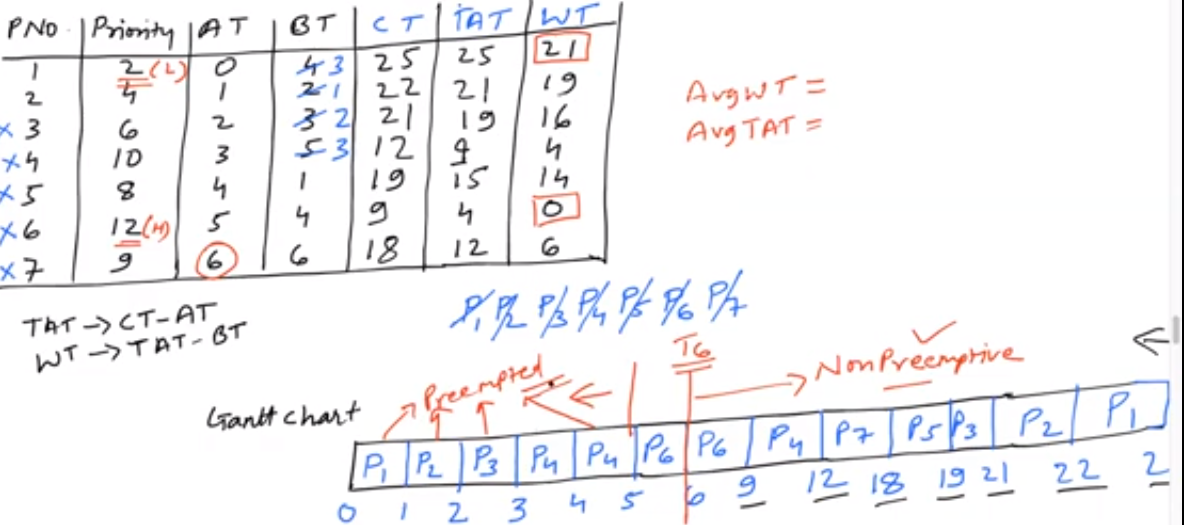 PNO. Priority AT BT CT TAT WT
1 2(L) 0 4 3 25 25 21
2 4 1 2 1 22 21 19
x 3 6 2 3 2 21 19 16
x 4 10 3 5 3 12 9 4
x 5 8 4 1 19 15 14
x 6 12(H) 5 4 9 4 0
x 7 9 6 6 18 12 6
AvgWT =
AvgTAT =
TAT → CT-AT
WT → TAT-BT
P1 P2 P3 P4 P5 P6 P7
Preempted
T6
NonPreemptive
Gantt chart
P1 P2 P3 P4 P4 P6 P6 P4 P7 P5 P3 P2 P1
0 1 2 3 4 5 6 9 12 18 19 21 22 2